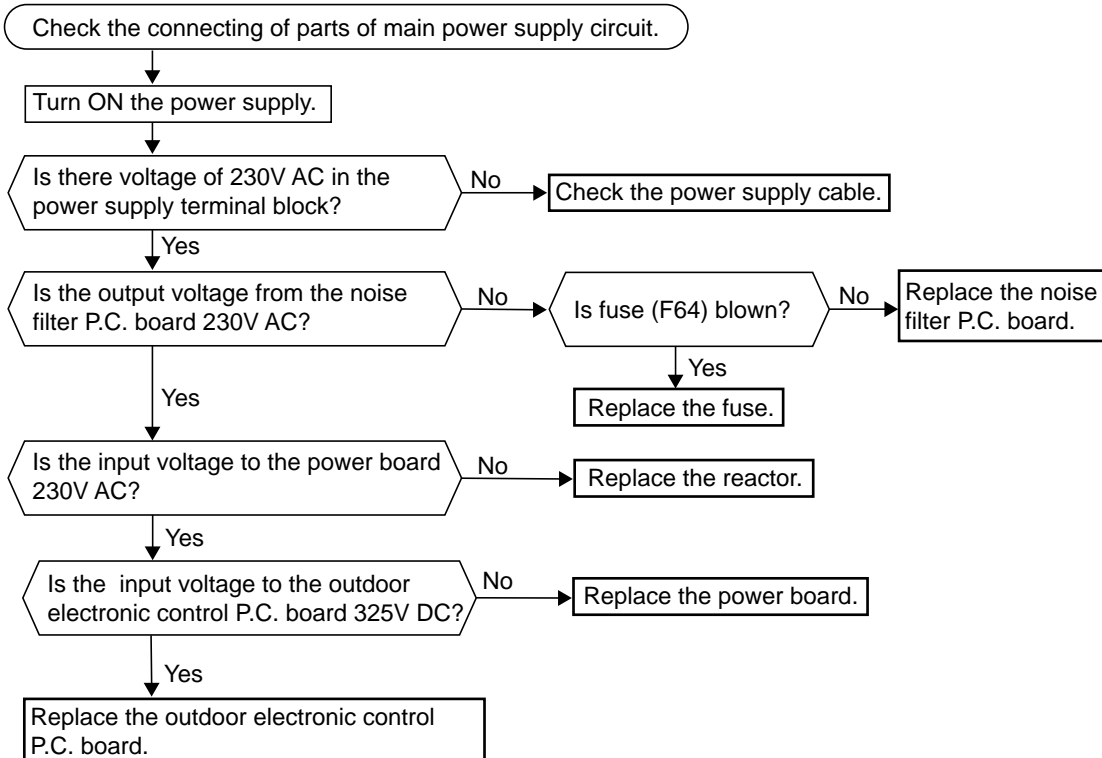 Check the connecting of parts of main power supply circuit.
Turn ON the power supply.
Is there voltage of 230V AC in the
power supply terminal block?
No
Check the power supply cable.
Yes
Is the output voltage from the noise
filter P.C. board 230V AC?
No
Is fuse (F64) blown?
No
Replace the noise
filter P.C. board.
Yes
Replace the fuse.
Yes
Is the input voltage to the power board
230V AC?
No
Replace the reactor.
Yes
Is the input voltage to the outdoor
electronic control P.C. board 325V DC?
No
Replace the power board.
Yes
Replace the outdoor electronic control
P.C. board.